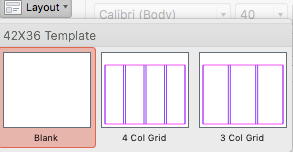 Layout
Calibri (Body)
40
42X36 Template
Blank
4 Col Grid
3 Col Grid